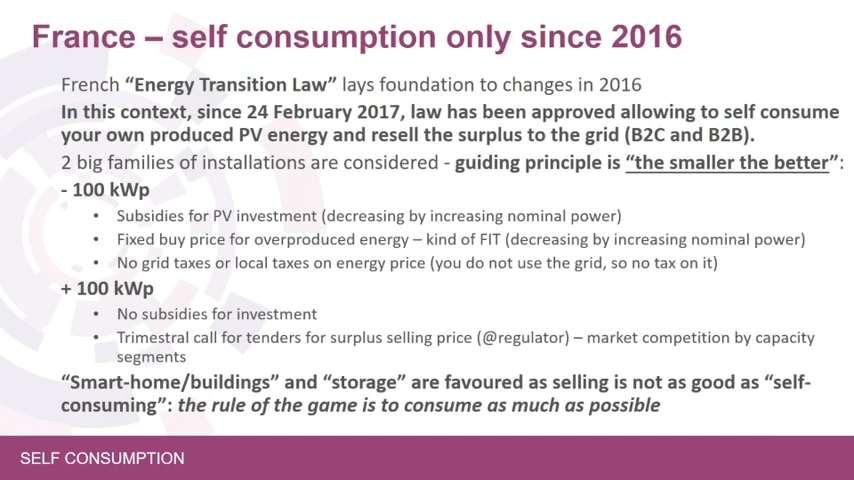 France – self consumption only since 2016
French “Energy Transition Law” lays foundation to changes in 2016
In this context, since 24 February 2017, law has been approved allowing to self consume
your own produced PV energy and resell the surplus to the grid (B2C and B2B).
2 big families of installations are considered - guiding principle is “the smaller the better”:
- 100 kWp
• Subsidies for PV investment (decreasing by increasing nominal power)
• Fixed buy price for overproduced energy – kind of FIT (decreasing by increasing nominal power)
• No grid taxes or local taxes on energy price (you do not use the grid, so no tax on it)
+ 100 kWp
• No subsidies for investment
• Trimestral call for tenders for surplus selling price (@regulator) – market competition by capacity
segments
“Smart-home/buildings” and “storage” are favoured as selling is not as good as “self-
consuming”: the rule of the game is to consume as much as possible
SELF CONSUMPTION